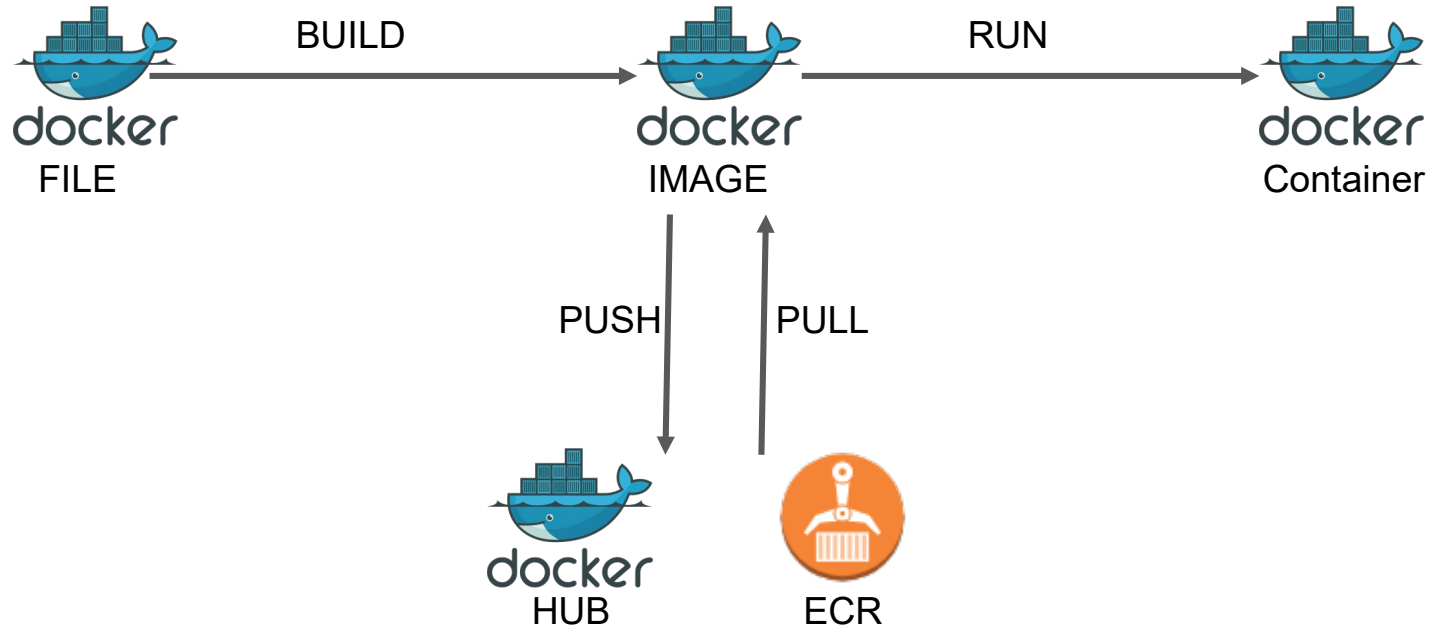 BUILD
RUN
docker
FILE
docker
IMAGE
docker
Container
PUSH
PULL
docker
HUB
ECR